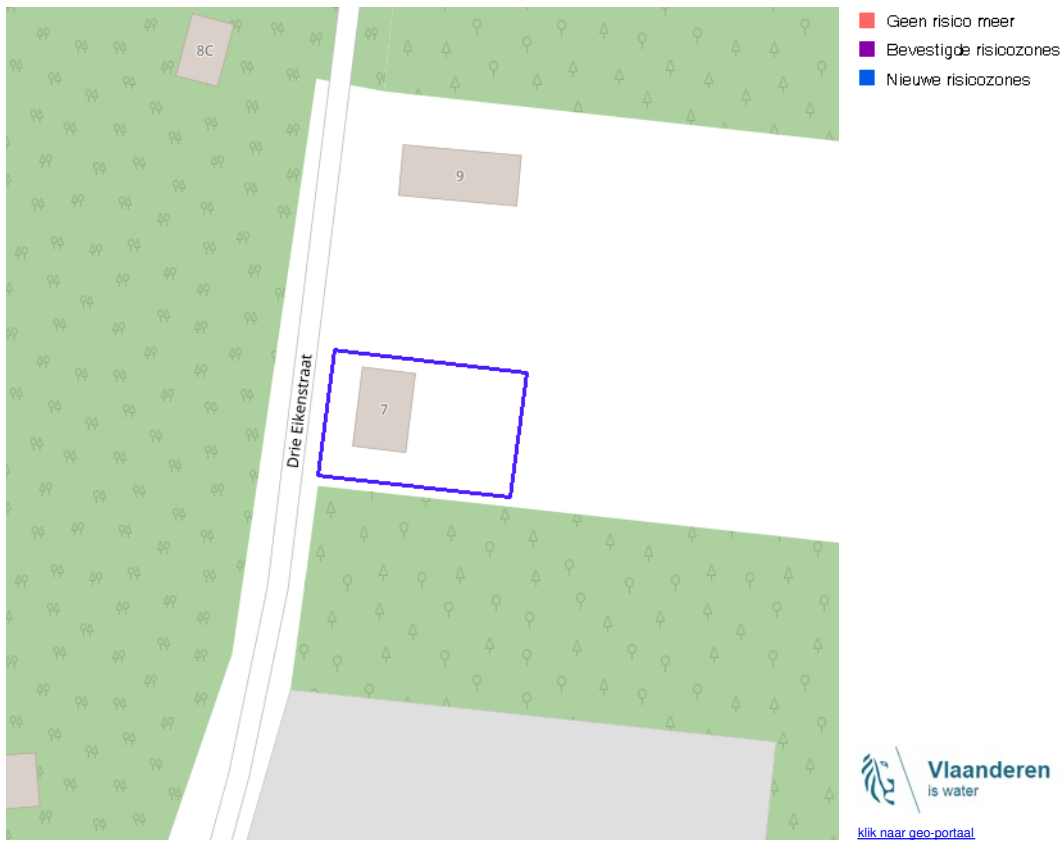 8C
9
7
Drie Eikenstraat
Geen risico meer
Bevestigde risicozones
Nieuwe risicozones
Vlaanderen
is water
klik naar geo-portaal